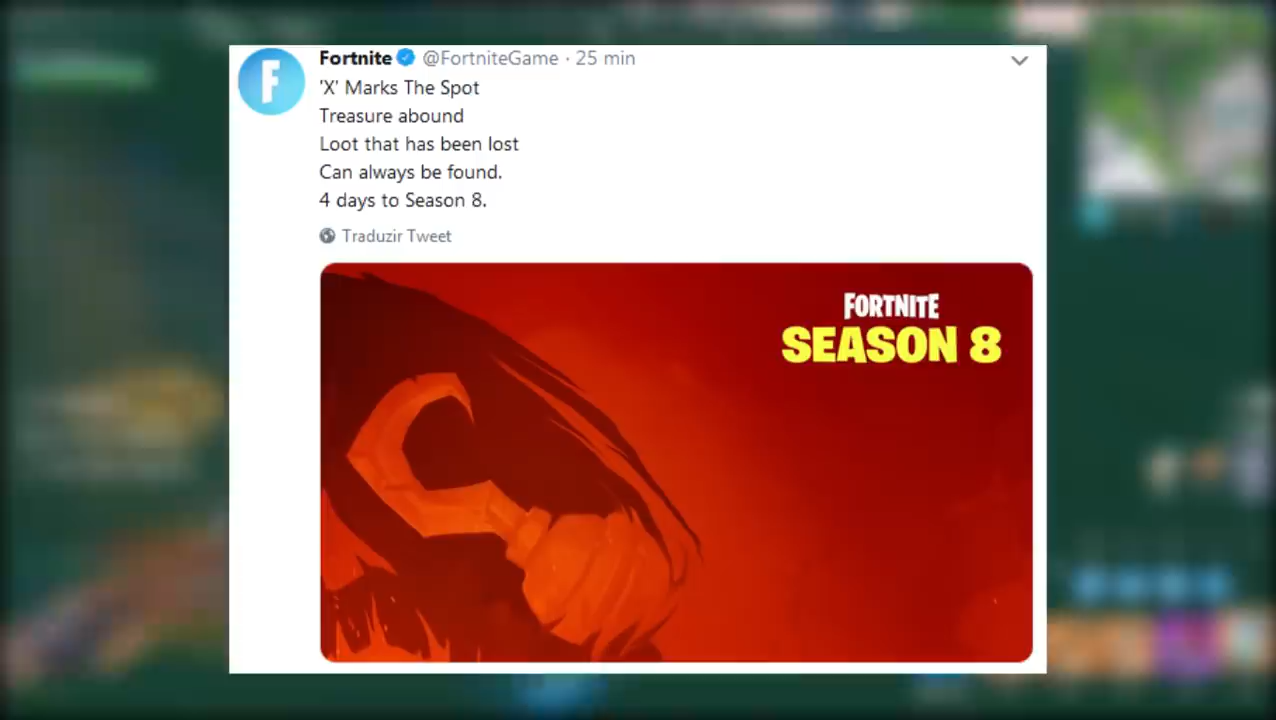 Fortnite @FortniteGame · 25 min
'X' Marks The Spot
Treasure abound
Loot that has been lost
Can always be found.
4 days to Season 8.
Traduzir Tweet
FORTNITE
SEASON 8